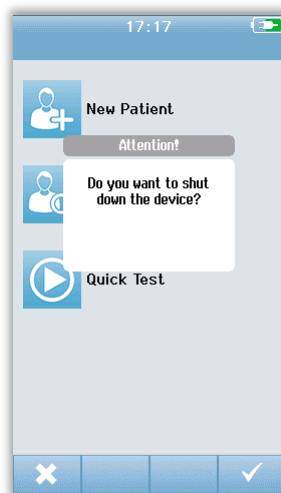 17:17
New Patient
Attention!
Do you want to shut
down the device?
Quick Test